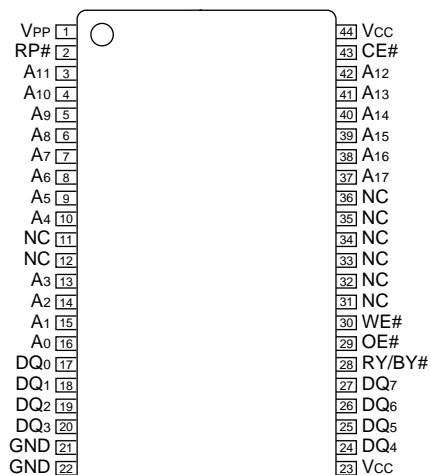 VPP 1 44 VCC
RP# 2 43 CE#
A11 3 42 A12
A10 4 41 A13
A9 5 40 A14
A8 6 39 A15
A7 7 38 A16
A6 8 37 A17
A5 9 36 NC
A4 10 35 NC
NC 11 34 NC
NC 12 33 NC
A3 13 32 NC
A2 14 31 NC
A1 15 30 WE#
A0 16 29 OE#
DQ0 17 28 RY/BY#
DQ1 18 27 DQ7
DQ2 19 26 DQ6
DQ3 20 25 DQ5
GND 21 24 DQ4
GND 22 23 VCC